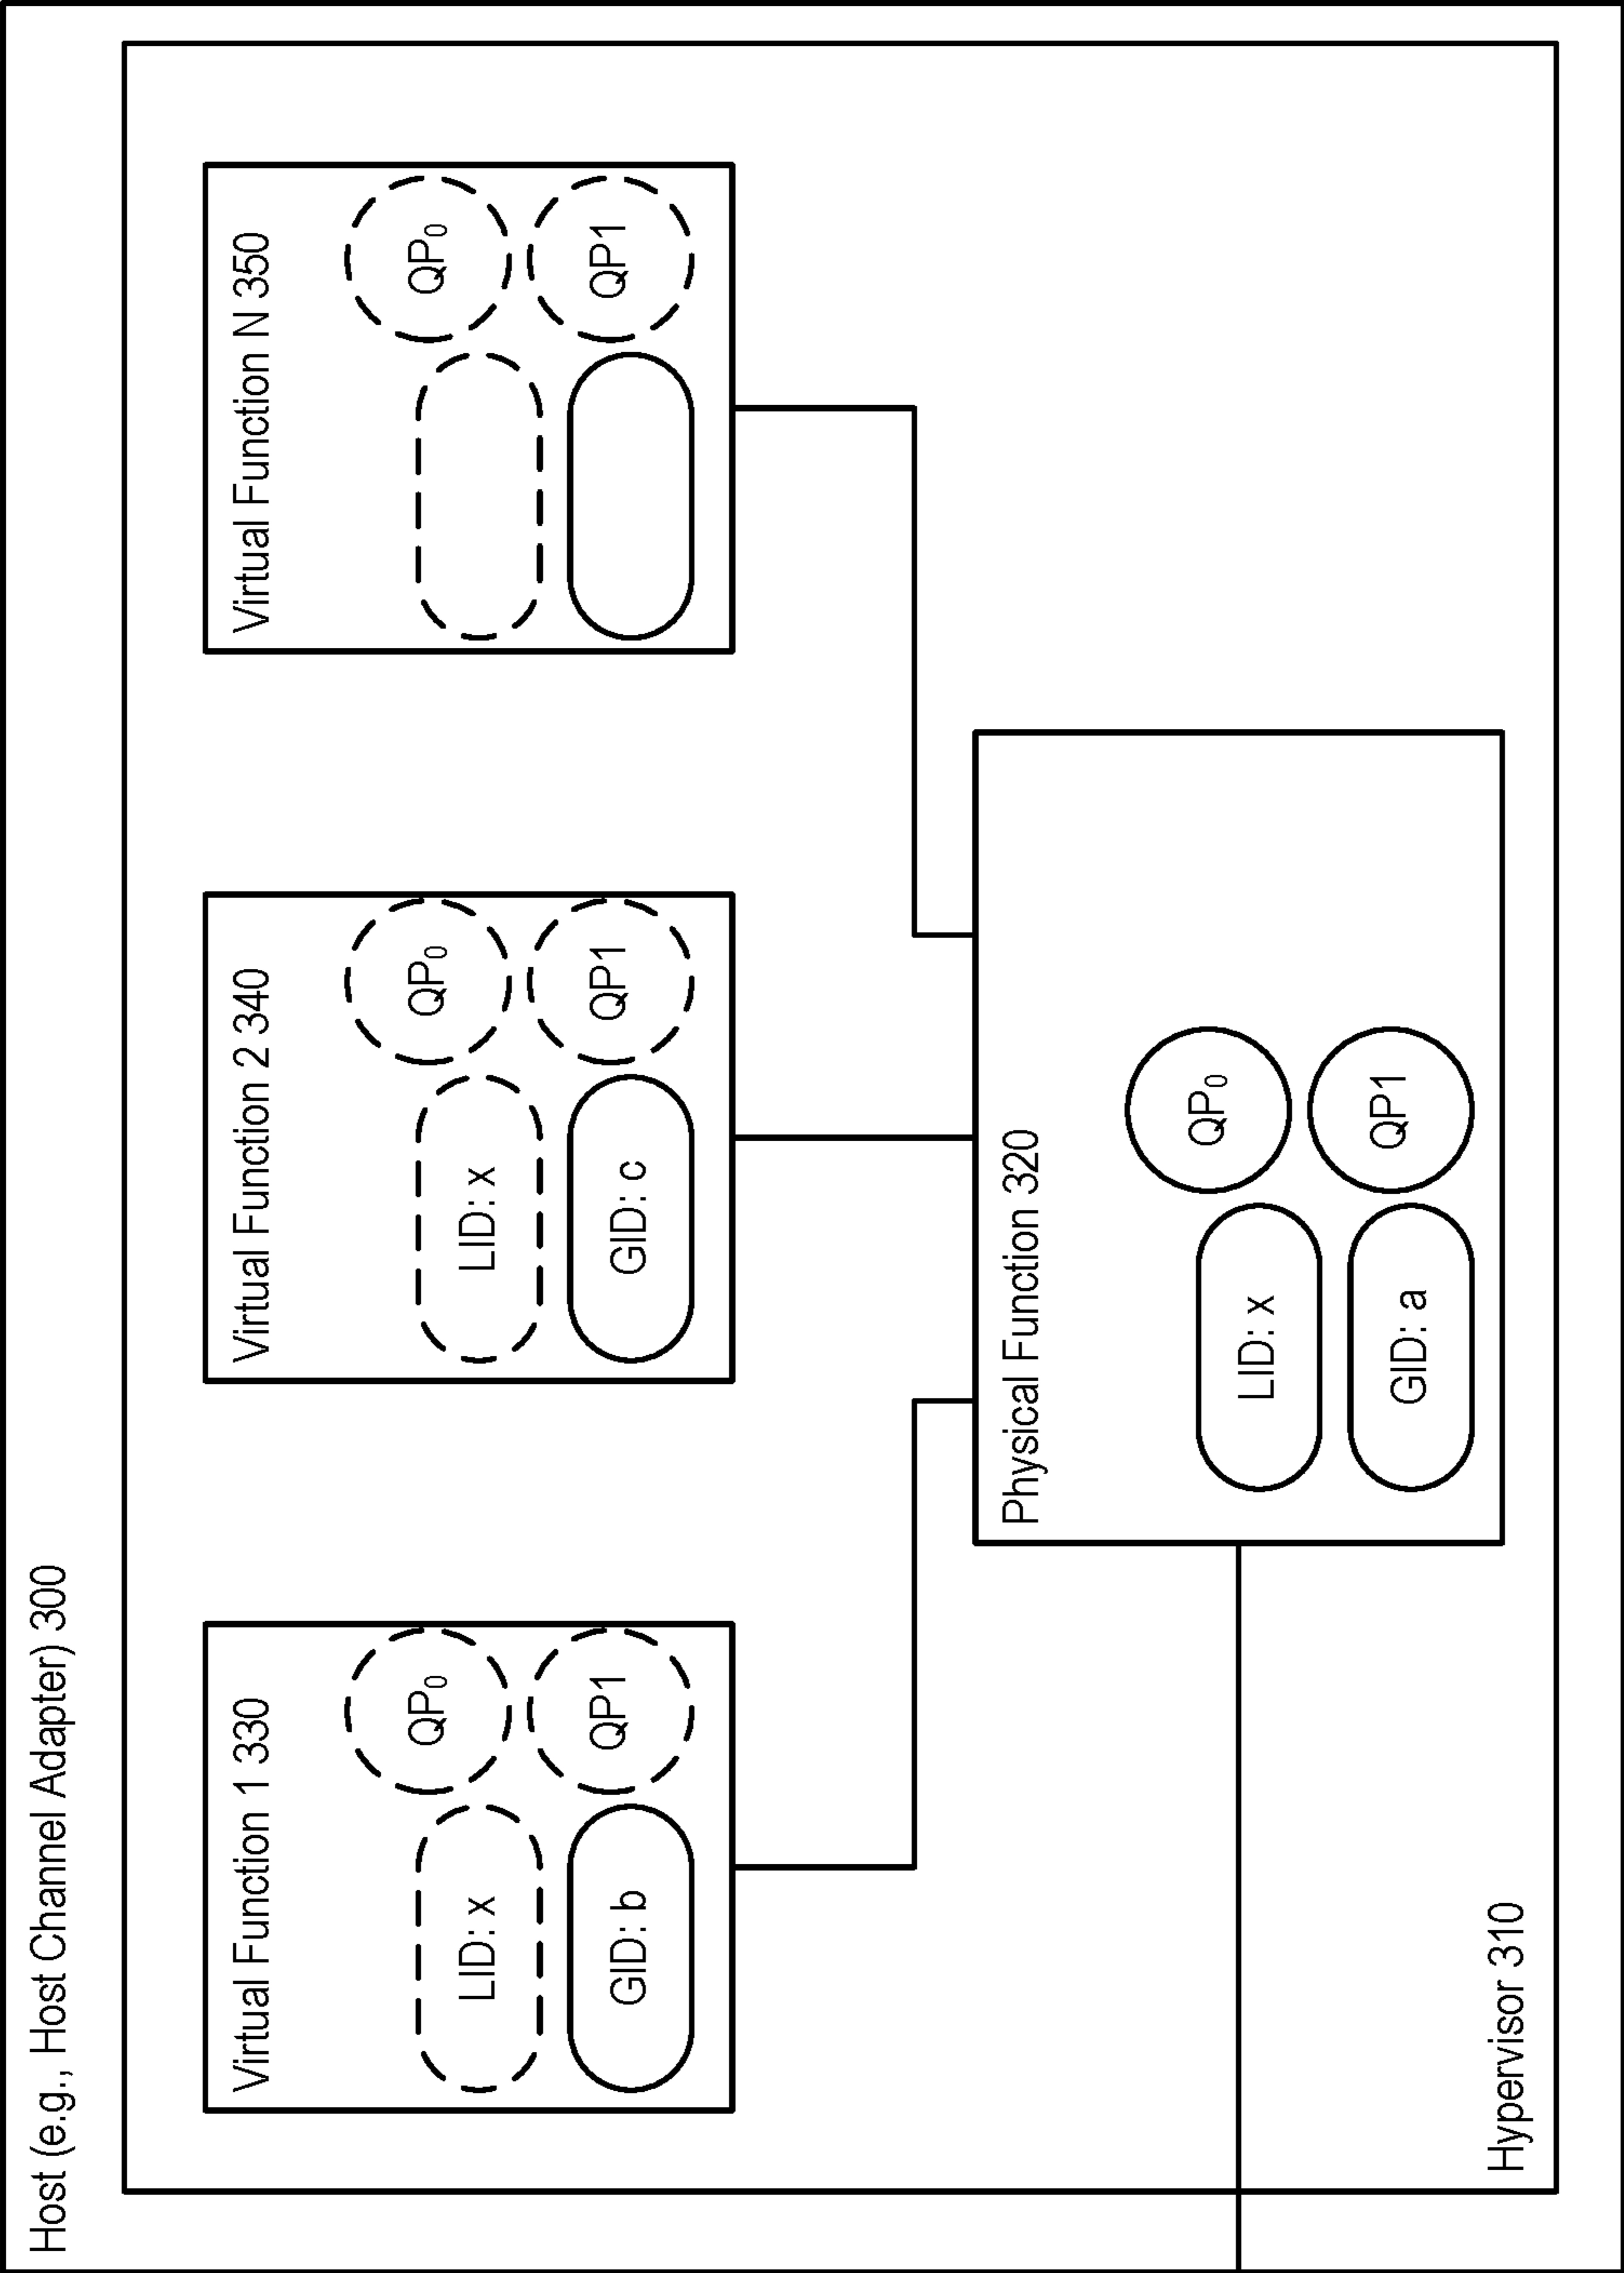 Host (e.g., Host Channel Adapter) 300
Virtual Function 1 330
QP₀
LID: x
QP1
GID: b
Virtual Function 2 340
QP₀
LID: x
QP1
GID: c
Virtual Function N 350
QP₀
QP1
Physical Function 320
QP₀
LID: x
QP1
GID: a
Hypervisor 310